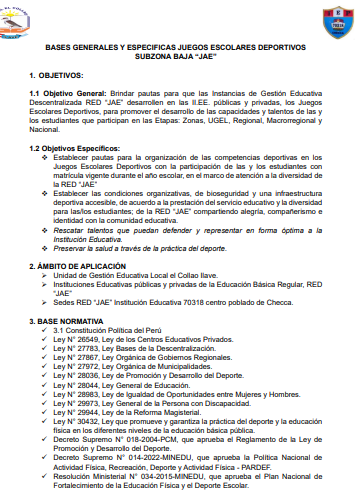 BASES GENERALES Y ESPECIFICAS JUEGOS ESCOLARES DEPORTIVOS
SUBZONA BAJA “JAE”
1. OBJETIVOS:
1.1 Objetivo General: Brindar pautas para que las Instancias de Gestión Educativa
Descentralizada RED “JAE” desarrollen en las II.EE. públicas y privadas, los Juegos
Escolares Deportivos, para promover el desarrollo de las capacidades y talentos de las y
los estudiantes que participan en las Etapas: Zonas, UGEL, Regional, Macrorregional y
Nacional.
1.2 Objetivos Específicos:
❖ Establecer pautas para la organización de las competencias deportivas en los
Juegos Escolares Deportivos con la participación de las y los estudiantes con
matrícula vigente durante el año escolar, en el marco de atención a la diversidad de
la RED “JAE”
❖ Establecer las condiciones organizativas, de bioseguridad y una infraestructura
deportiva accesible, de acuerdo a la prestación del servicio educativo y la diversidad
para las/los estudiantes; de la RED “JAE” compartiendo alegría, compañerismo e
identidad con la comunidad educativa.
❖ Rescatar talentos que puedan defender y representar en forma óptima a la
Institución Educativa.
❖ Preservar la salud a través de la práctica del deporte.
2. ÁMBITO DE APLICACIÓN
➢ Unidad de Gestión Educativa Local el Collao Ilave.
➢ Instituciones Educativas públicas y privadas de la Educación Básica Regular, RED
“JAE”
➢ Sedes RED “JAE” Institución Educativa 70318 centro poblado de Checca.
3. BASE NORMATIVA
✓ 3.1 Constitución Política del Perú
✓ Ley N° 26549, Ley de los Centros Educativos Privados.
✓ Ley N° 27783, Ley Bases de la Descentralización.
✓ Ley N° 27867, Ley Orgánica de Gobiernos Regionales.
✓ Ley N° 27972, Ley Orgánica de Municipalidades.
✓ Ley N° 28036, Ley de Promoción y Desarrollo del Deporte.
✓ Ley N° 28044, Ley General de Educación.
✓ Ley N° 28983, Ley de Igualdad de Oportunidades entre Mujeres y Hombres.
✓ Ley N° 29973, Ley General de la Persona con Discapacidad.
✓ Ley N° 29944, Ley de la Reforma Magisterial.
✓ Ley N° 30432, Ley que promueve y garantiza la práctica del deporte y la educación
física en los diferentes niveles de la educación básica pública.
✓ Decreto Supremo N° 018-2004-PCM, que aprueba el Reglamento de la Ley de
Promoción y Desarrollo del Deporte.
✓ Decreto Supremo N° 014-2022-MINEDU, que aprueba la Política Nacional de
Actividad Física, Recreación, Deporte y Actividad Física - PARDEF.
✓ Resolución Ministerial N° 034-2015-MINEDU, que aprueba el Plan Nacional de
Fortalecimiento de la Educación Física y el Deporte Escolar.